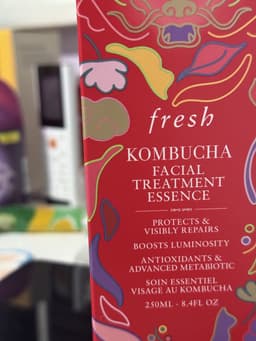 fresh
KOMBUCHA
FACIAL
TREATMENT
ESSENCE
PROTECTS &
VISIBLY REPAIRS
BOOSTS LUMINOSITY
ANTIOXIDANTS &
ADVANCED METABIOTIC
SOIN ESSENTIEL
VISAGE AU KOMBUCHA
250ML - 8.4FL OZ